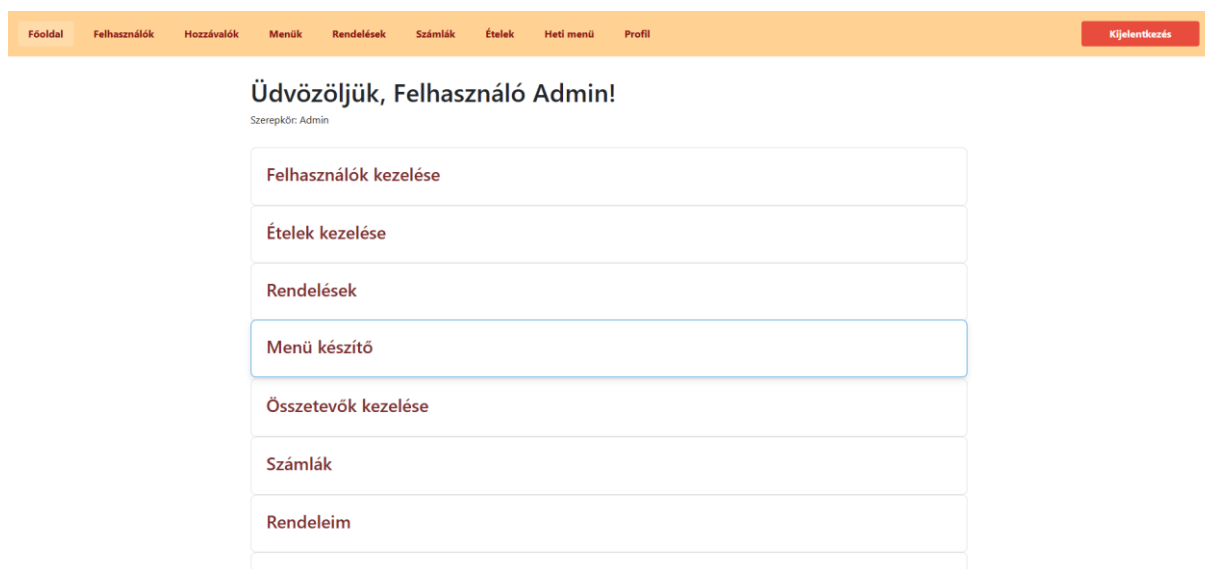 Főoldal Felhasználók Hozzávalók Menük Rendelések Számlák Ételek Heti menü Profil Kijelentkezés
Üdvözöljük, Felhasználó Admin!
Szerepkör: Admin
Felhasználók kezelése
Ételek kezelése
Rendelések
Menü készítő
Összetevők kezelése
Számlák
Rendeleim